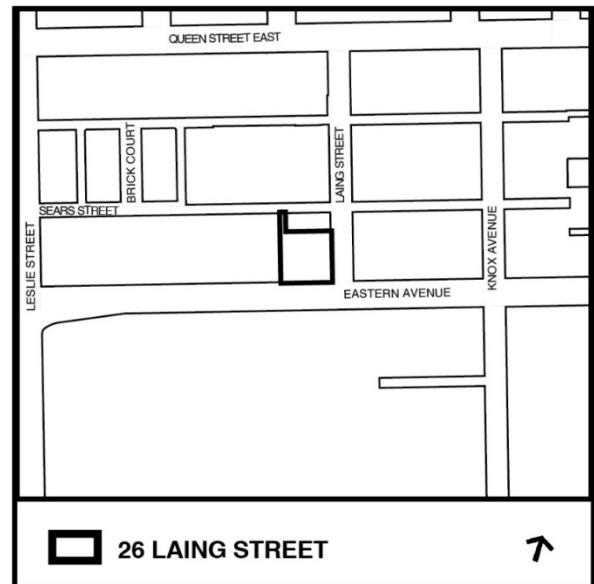 QUEEN STREET EAST
BRICK COURT
LAING STREET
SEARS STREET
LESLIE STREET
KNOX AVENUE
EASTERN AVENUE
26 LAING STREET